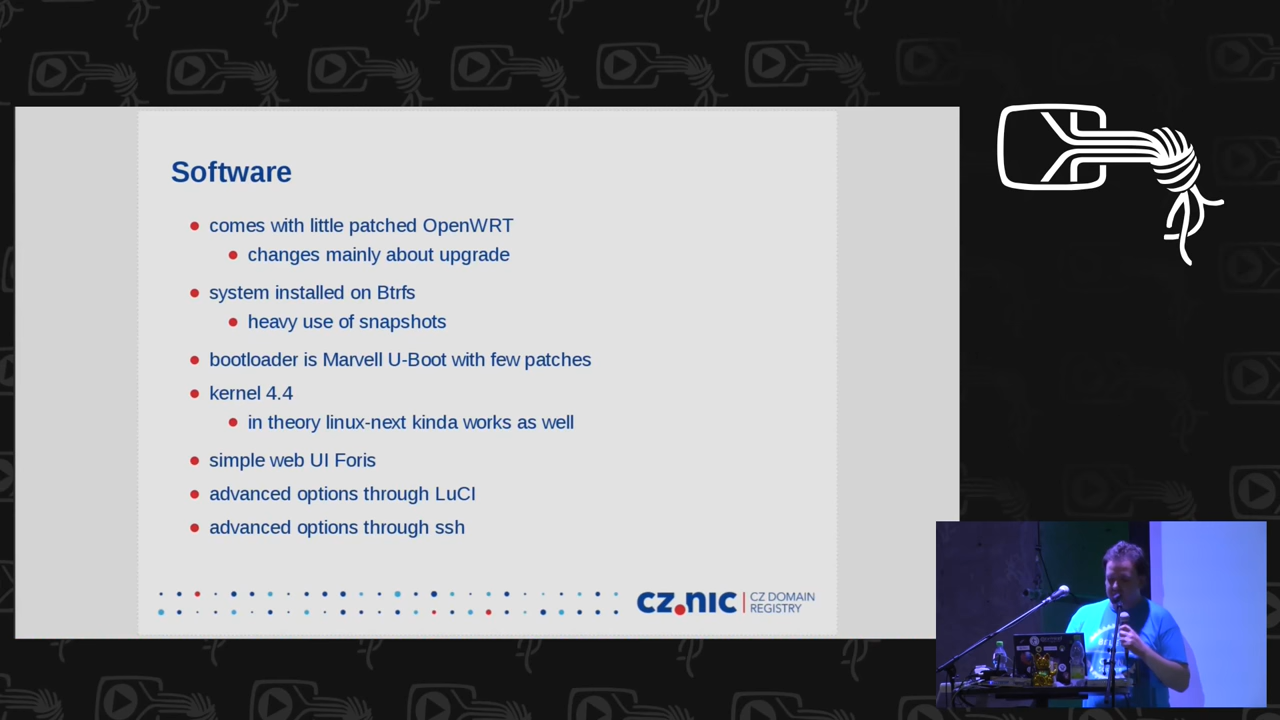 Software
comes with little patched OpenWRT
changes mainly about upgrade
system installed on Btrfs
heavy use of snapshots
bootloader is Marvell U-Boot with few patches
kernel 4.4
in theory linux-next kinda works as well
simple web UI Foris
advanced options through LuCI
advanced options through ssh
cz.nic
CZ DOMAIN
REGISTRY